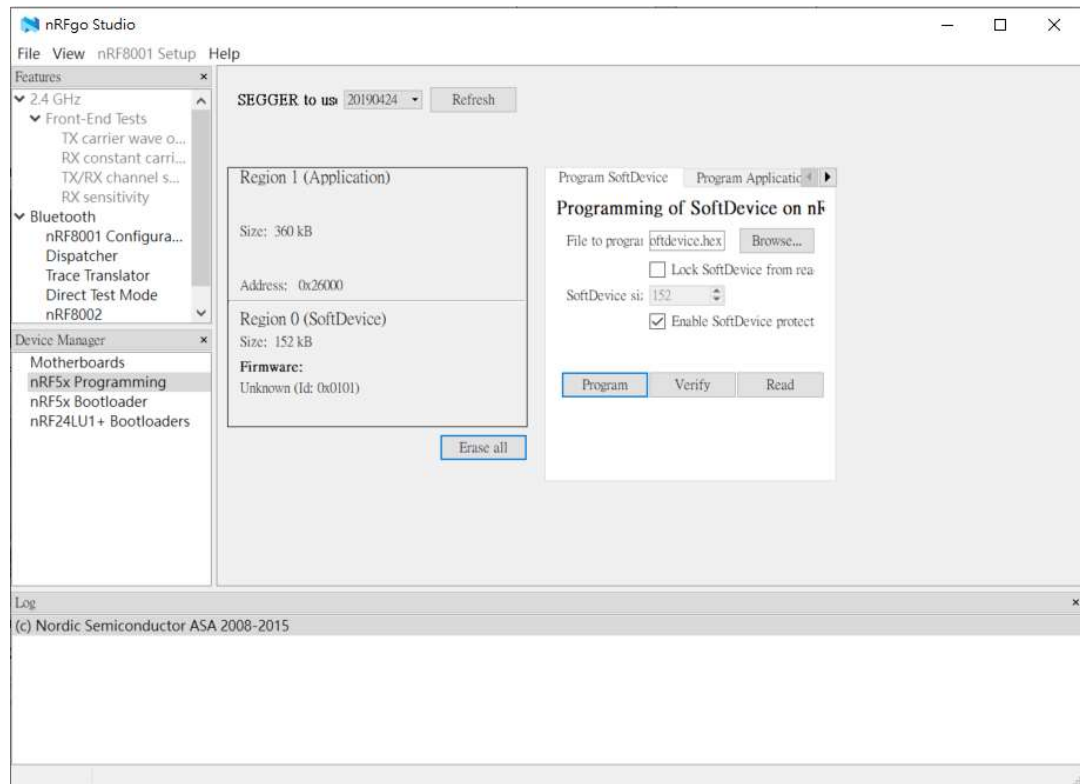 nRFgo Studio
File View nRF8001 Setup Help
Features
2.4 GHz
Front-End Tests
TX carrier wave o...
RX constant carri...
TX/RX channel s...
RX sensitivity
Bluetooth
nRF8001 Configura...
Dispatcher
Trace Translator
Direct Test Mode
nRF8002
Device Manager
Motherboards
nRF5x Programming
nRF5x Bootloader
nRF24LU1+ Bootloaders
SEGGER to us 20190424 Refresh
Region 1 (Application)
Size: 360 kB
Address: 0x26000
Region 0 (SoftDevice)
Size: 152 kB
Firmware:
Unknown (Id: 0x0101)
Erase all
Program SoftDevice Program Applicatic
Programming of SoftDevice on nR
File to prograi oftdevice.hex Browse...
Lock SoftDevice from rea
SoftDevice si: 152
Enable SoftDevice protect
Program Verify Read
Log
(c) Nordic Semiconductor ASA 2008-2015